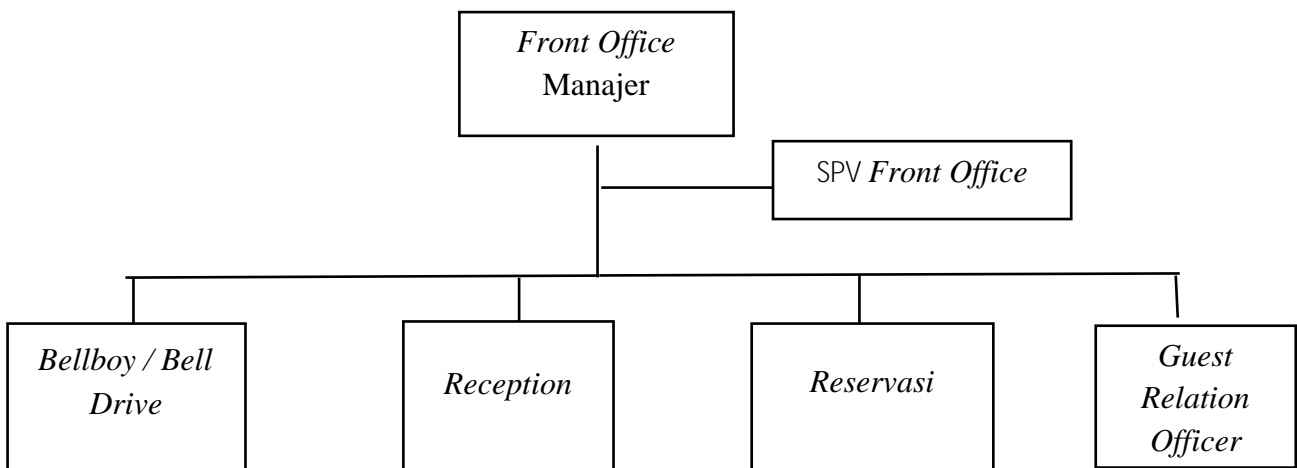 Front Office
Manajer
SPV Front Office
Bellboy / Bell
Drive
Reception
Reservasi
Guest
Relation
Officer